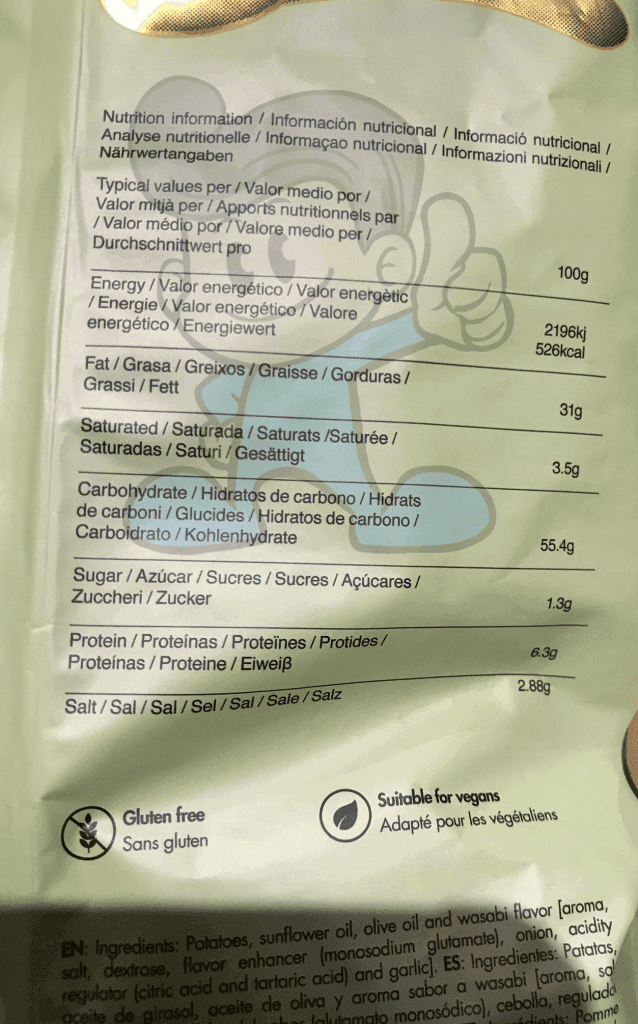 Nutrition information / Información nutricional / Informació nutricional /
Analyse nutritionelle / Informaçao nutricional / Informazioni nutrizionali /
Nährwertangaben
Typical values per / Valor medio por /
Valor mitjà per / Apports nutritionnels par
/ Valor médio por / Valore medio per /
Durchschnittwert pro
100g
Energy / Valor energético / Valor energètic
/ Energie / Valor energético / Valore
energético / Energiewert
2196kj
526kcal
Fat / Grasa / Greixos / Graisse / Gorduras /
Grassi / Fett
31g
Saturated / Saturada / Saturats /Saturée /
Saturadas / Saturi / Gesättigt
3.5g
Carbohydrate / Hidratos de carbono / Hidrats
de carboni / Glucides / Hidratos de carbono /
Carboidrato / Kohlenhydrate
55.4g
Sugar / Azúcar / Sucres / Sucres / Açúcares /
Zuccheri / Zucker
1.3g
Protein / Proteínas / Proteïnes / Protides /
Proteínas / Proteine / Eiweiß
6.3g
Salt / Sal / Sal / Sel / Sal / Sale / Salz
2.88g
Gluten free
Sans gluten
Suitable for vegans
Adapté pour les végétaliens
EN: Ingredients: Potatoes, sunflower oil, olive oil and wasabi flavor [aroma,
salt, dextrose, flavor enhancer (monosodium glutamate), onion, acidity
regulator (citric acid and tartaric acid) and garlic]. ES: Ingredientes: Patatas,
aceite de girasol, aceite de oliva y aroma sabor a wasabi [aroma, sal
(glutamato monosódico), cebolla, regulado
Pomme